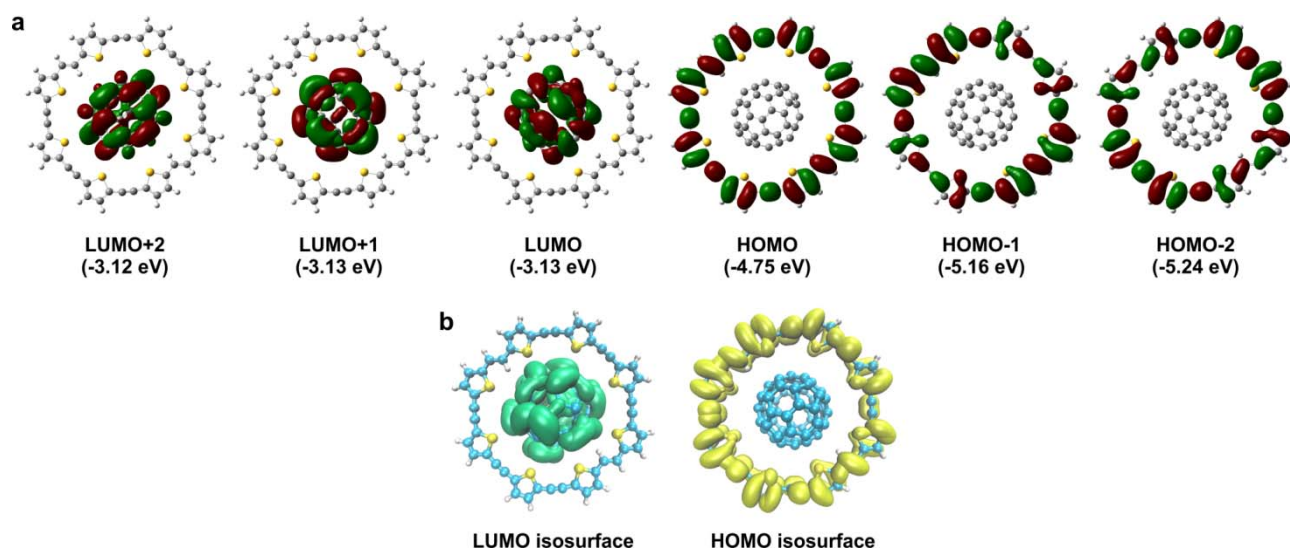 a
LUMO+2 LUMO+1 LUMO HOMO HOMO-1 HOMO-2
(-3.12 eV) (-3.13 eV) (-3.13 eV) (-4.75 eV) (-5.16 eV) (-5.24 eV)
b
LUMO isosurface HOMO isosurface